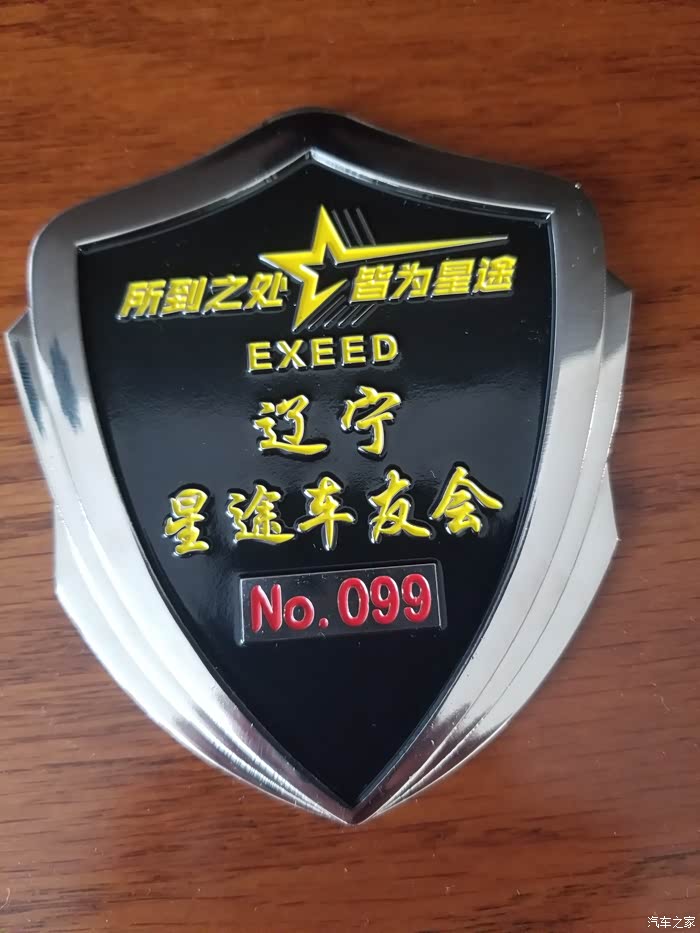 所到之处 皆为星途
EXEED
辽宁
星途车友会
No.099
汽车之家